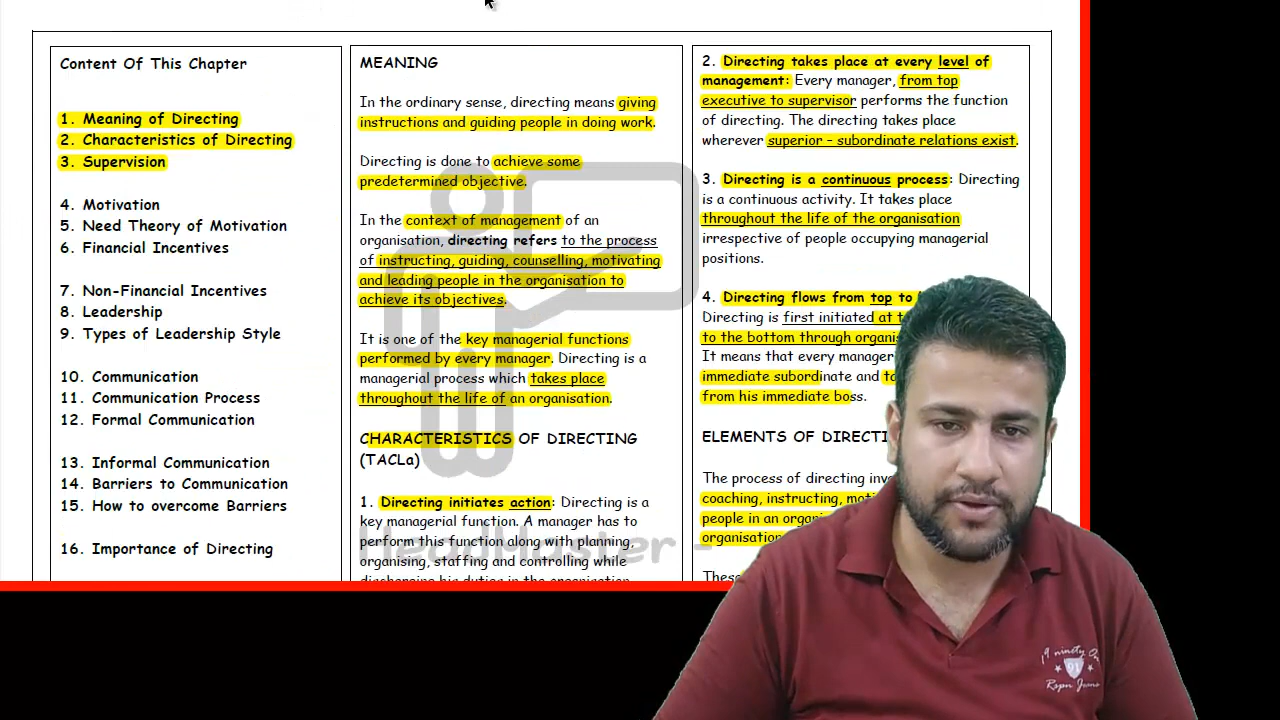 Content Of This Chapter
1. Meaning of Directing
2. Characteristics of Directing
3. Supervision
4. Motivation
5. Need Theory of Motivation
6. Financial Incentives
7. Non-Financial Incentives
8. Leadership
9. Types of Leadership Style
10. Communication
11. Communication Process
12. Formal Communication
13. Informal Communication
14. Barriers to Communication
15. How to overcome Barriers
16. Importance of Directing
MEANING
In the ordinary sense, directing means giving
instructions and guiding people in doing work.
Directing is done to achieve some
predetermined objective.
In the context of management of an
organisation, directing refers to the process
of instructing, guiding, counselling, motivating
and leading people in the organisation to
achieve its objectives.
It is one of the key managerial functions
performed by every manager. Directing is a
managerial process which takes place
throughout the life of an organisation.
CHARACTERISTICS OF DIRECTING
(TACLa)
1. Directing initiates action: Directing is a
key managerial function. A manager has to
perform this function along with planning,
organising, staffing and controlling while
discharging his duties in the organisation.
2. Directing takes place at every level of
management: Every manager, from top
executive to supervisor performs the function
of directing. The directing takes place
wherever superior – subordinate relations exist.
3. Directing is a continuous process: Directing
is a continuous activity. It takes place
throughout the life of the organisation
irrespective of people occupying managerial
positions.
4. Directing flows from top to
Directing is first initiated at
to the bottom through
It means that every manager
immediate subordinate and
from his immediate boss.
ELEMENTS OF
The process of directing
coaching, instructing,
people in an
These
HeadMaster -
91
Rspn Jeans